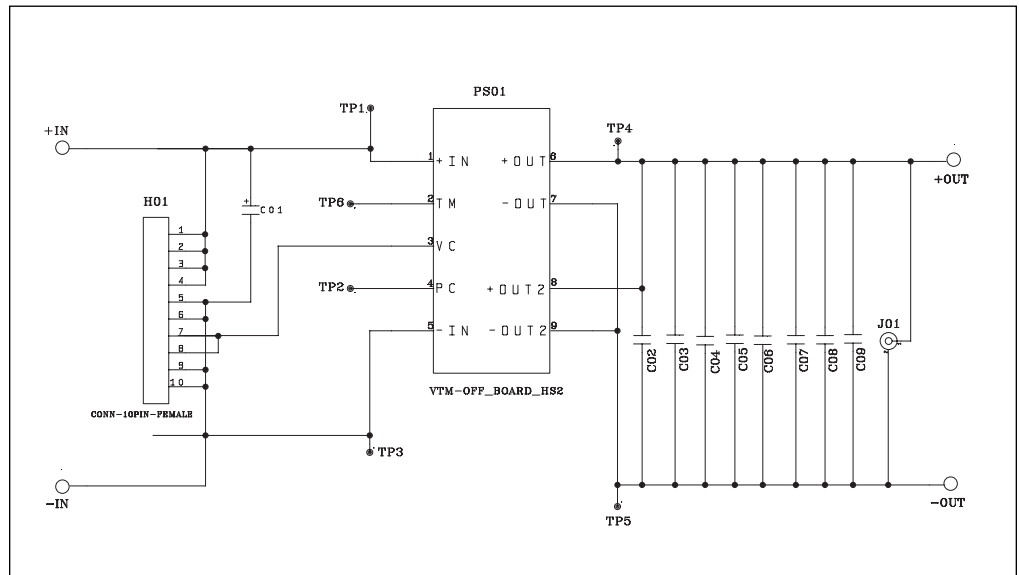 PS01
TP1
TP4
+IN
1
+IN
+OUT
6
+OUT
H01
+
C01
TP6
2
TM
-OUT
7
1
2
3
4
5
6
7
8
9
10
3
VC
TP2
4
PC
+OUT2
8
5
-IN
-OUT2
9
J01
C02
C03
C04
C05
C06
C07
C08
C09
VTM-OFF_BOARD_HS2
CONN-10PIN-FEMALE
TP3
-IN
-OUT
TP5